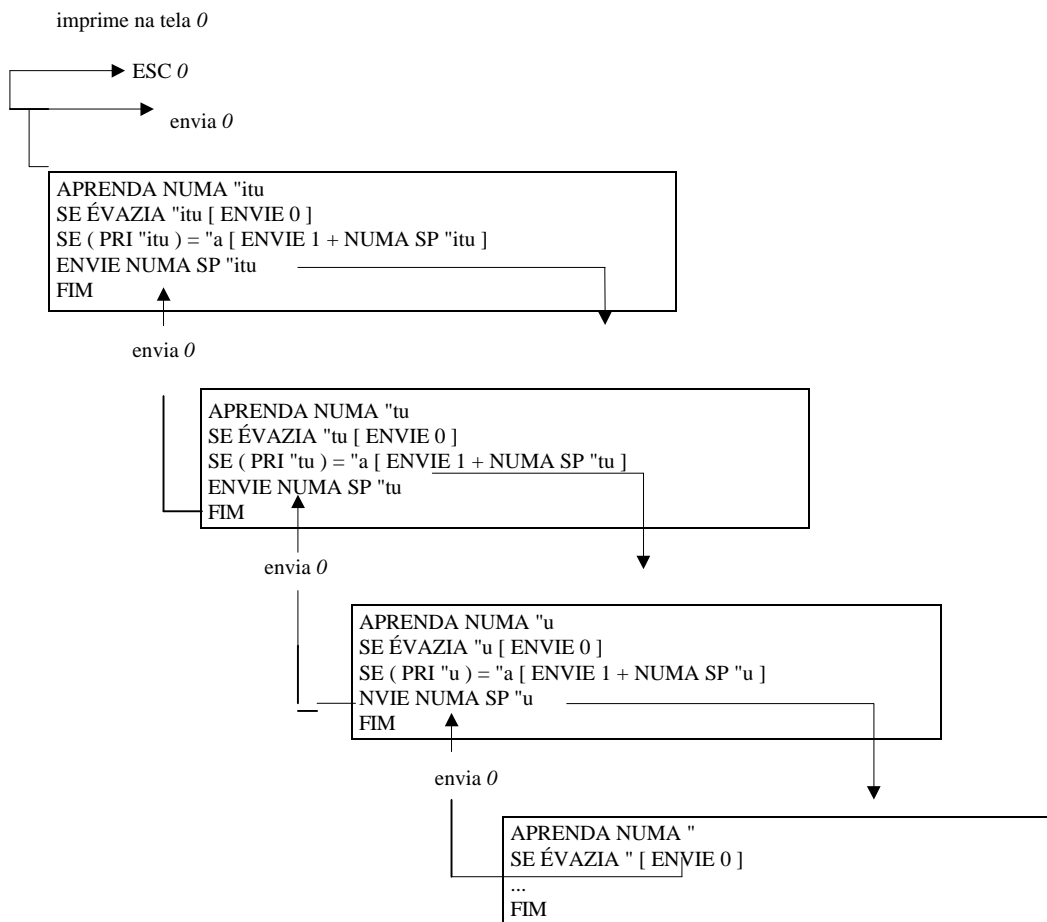 imprime na tela 0
ESC 0
envia 0
APRENDA NUMA "itu
SE ÉVAZIA "itu [ ENVIE 0 ]
SE ( PRI "itu ) = "a [ ENVIE 1 + NUMA SP "itu ]
ENVIE NUMA SP "itu
FIM
envia 0
APRENDA NUMA "tu
SE ÉVAZIA "tu [ ENVIE 0 ]
SE ( PRI "tu ) = "a [ ENVIE 1 + NUMA SP "tu ]
ENVIE NUMA SP "tu
FIM
envia 0
APRENDA NUMA "u
SE ÉVAZIA "u [ ENVIE 0 ]
SE ( PRI "u ) = "a [ ENVIE 1 + NUMA SP "u ]
NVIE NUMA SP "u
FIM
envia 0
APRENDA NUMA "
SE ÉVAZIA " [ ENVIE 0 ]
...
FIM